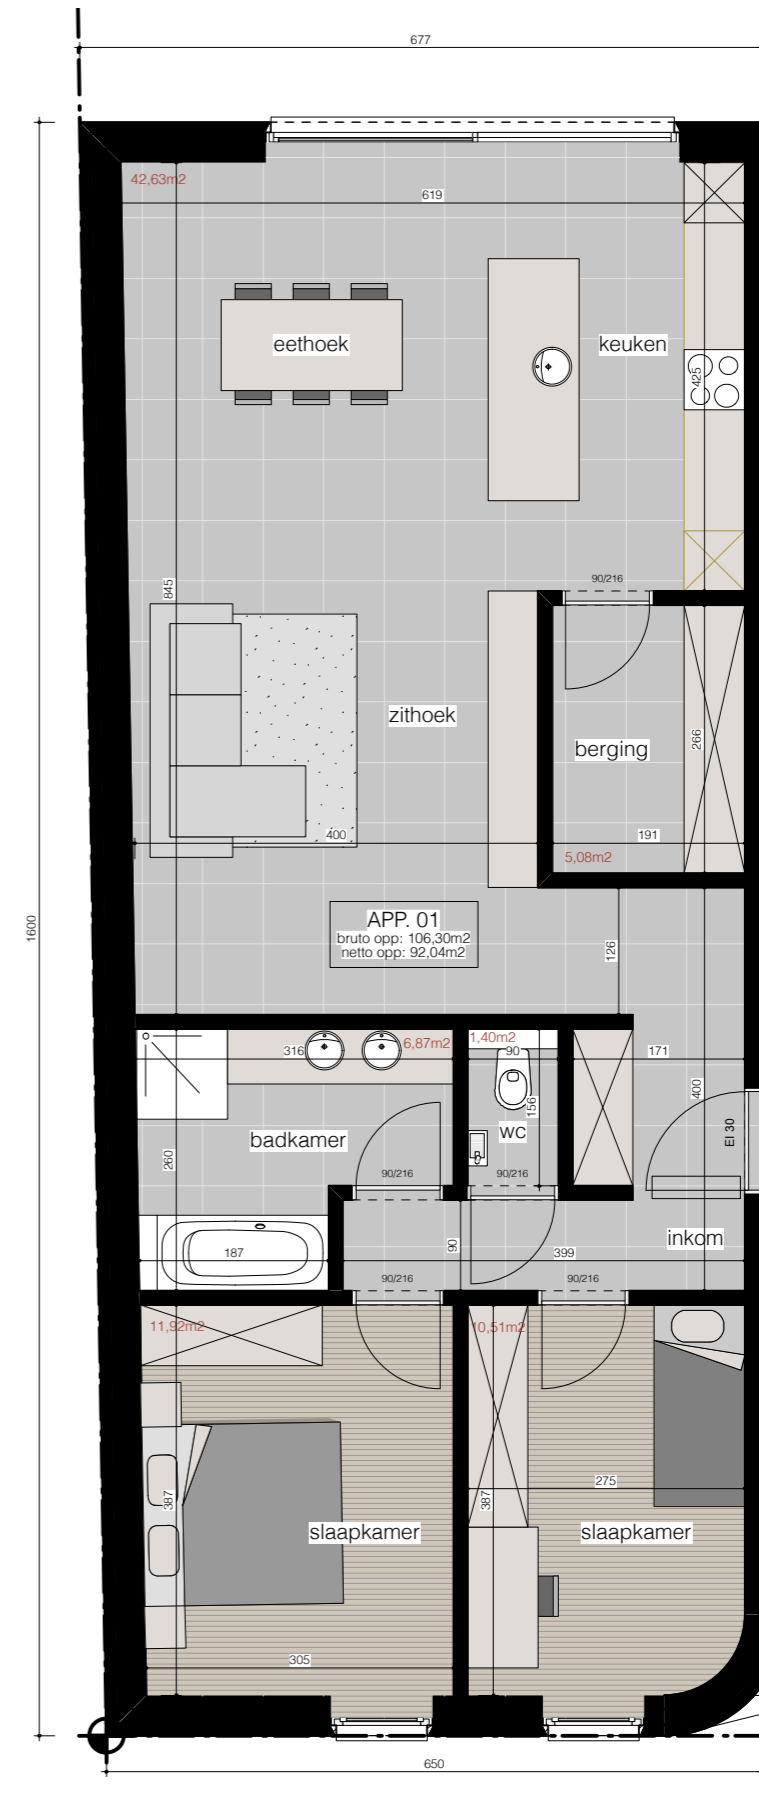 677
42,63m2
619
eethoek
keuken
425
90/216
845
zithoek
berging
266
400
191
5,08m2
APP. 01
bruto opp: 106,30m2
netto opp: 92,04m2
1600
126
316
6,87m2
1,40m2
90
171
400
156
EI 30
badkamer
WC
260
90/216
90/216
inkom
187
90
399
90/216
90/216
11,92m2
10,51m2
275
387
387
slaapkamer
slaapkamer
305
650